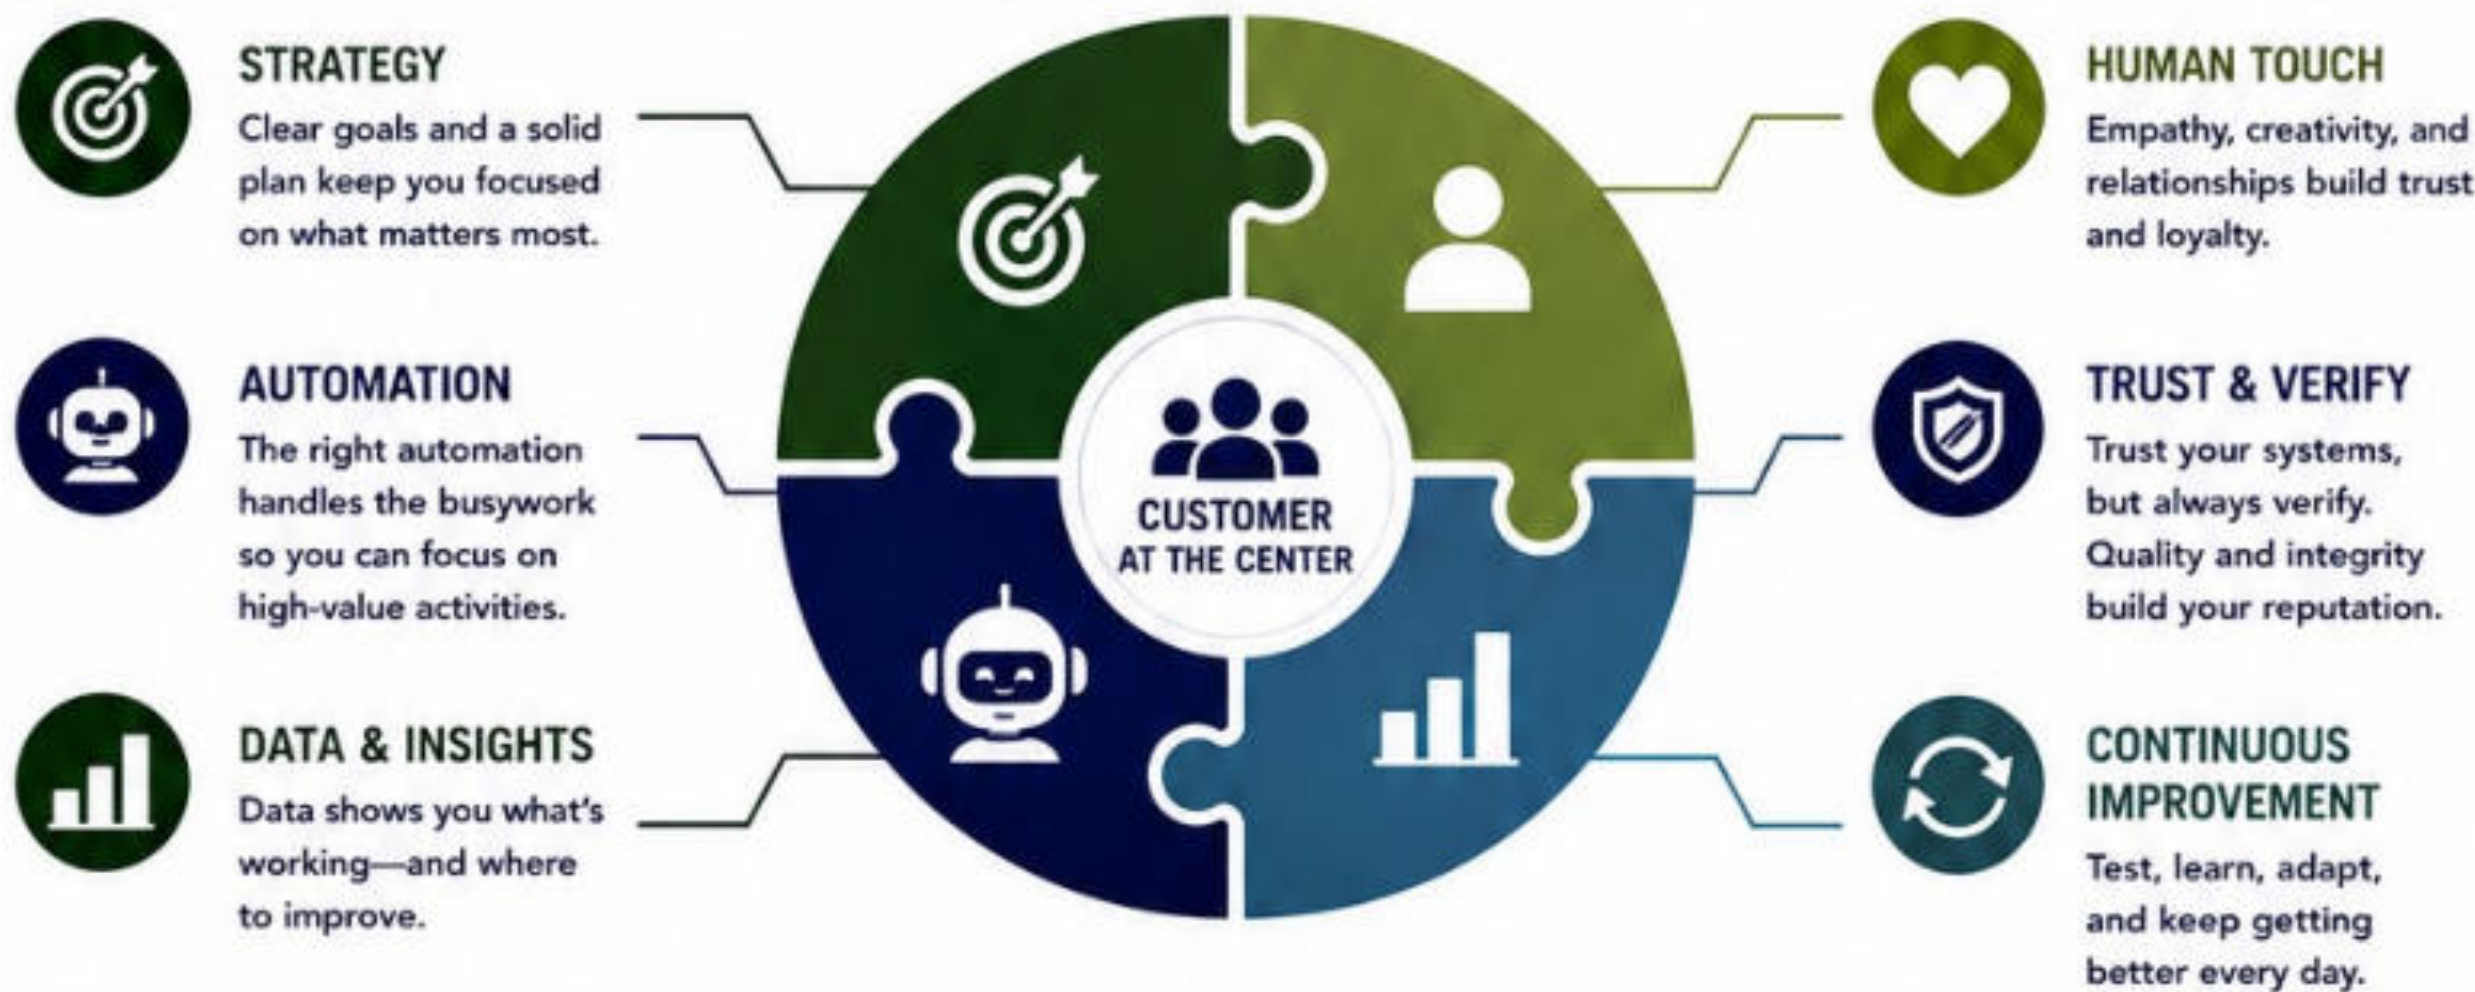 STRATEGY
Clear goals and a solid
plan keep you focused
on what matters most.
AUTOMATION
The right automation
handles the busywork
so you can focus on
high-value activities.
DATA & INSIGHTS
Data shows you what's
working—and where
to improve.
CUSTOMER
AT THE CENTER
HUMAN TOUCH
Empathy, creativity, and
relationships build trust
and loyalty.
TRUST & VERIFY
Trust your systems,
but always verify.
Quality and integrity
build your reputation.
CONTINUOUS
IMPROVEMENT
Test, learn, adapt,
and keep getting
better every day.